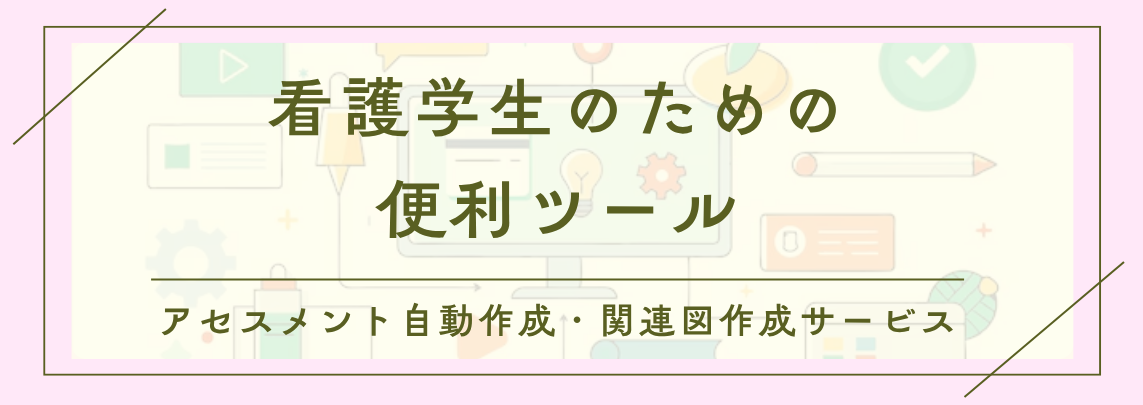 看護学生のための
便利ツール
アセスメント自動作成・関連図作成サービス